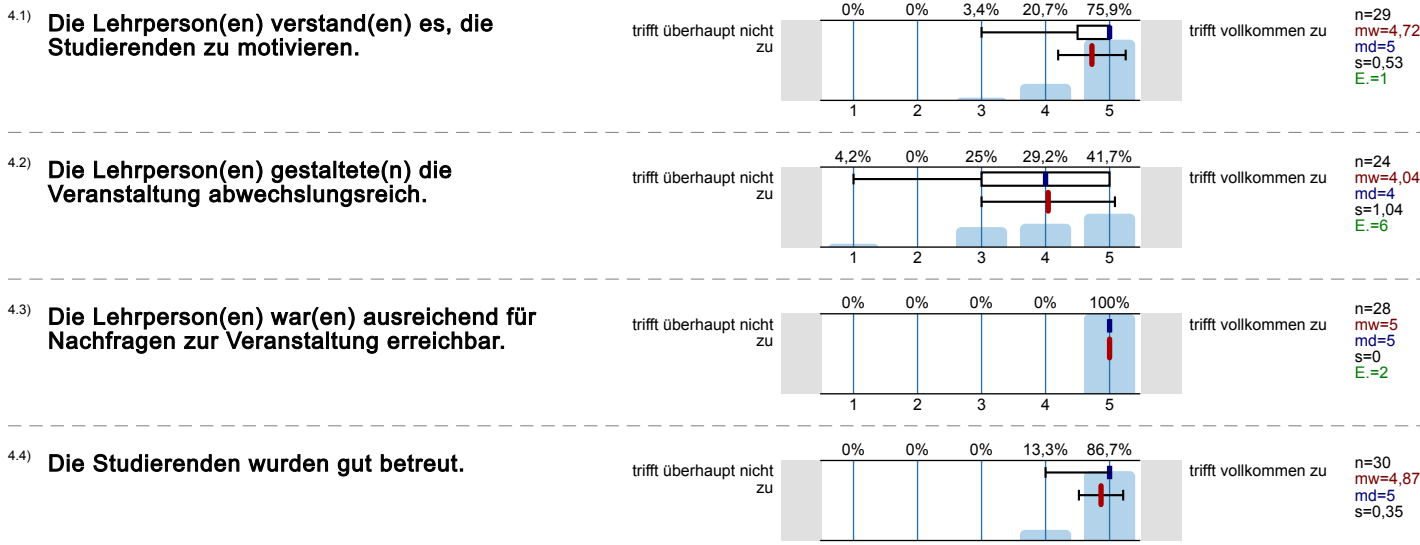 4.1)
Die Lehrperson(en) verstand(en) es, die
Studierenden zu motivieren.
trifft überhaupt nicht
zu
0% 0% 3,4% 20,7% 75,9%
1 2 3 4 5
trifft vollkommen zu
n=29
mw=4,72
md=5
s=0,53
E.=1
4.2)
Die Lehrperson(en) gestaltete(n) die
Veranstaltung abwechslungsreich.
trifft überhaupt nicht
zu
4,2% 0% 25% 29,2% 41,7%
1 2 3 4 5
trifft vollkommen zu
n=24
mw=4,04
md=4
s=1,04
E.=6
4.3)
Die Lehrperson(en) war(en) ausreichend für
Nachfragen zur Veranstaltung erreichbar.
trifft überhaupt nicht
zu
0% 0% 0% 0% 100%
1 2 3 4 5
trifft vollkommen zu
n=28
mw=5
md=5
s=0
E.=2
4.4)
Die Studierenden wurden gut betreut.
trifft überhaupt nicht
zu
0% 0% 0% 13,3% 86,7%
trifft vollkommen zu
n=30
mw=4,87
md=5
s=0,35